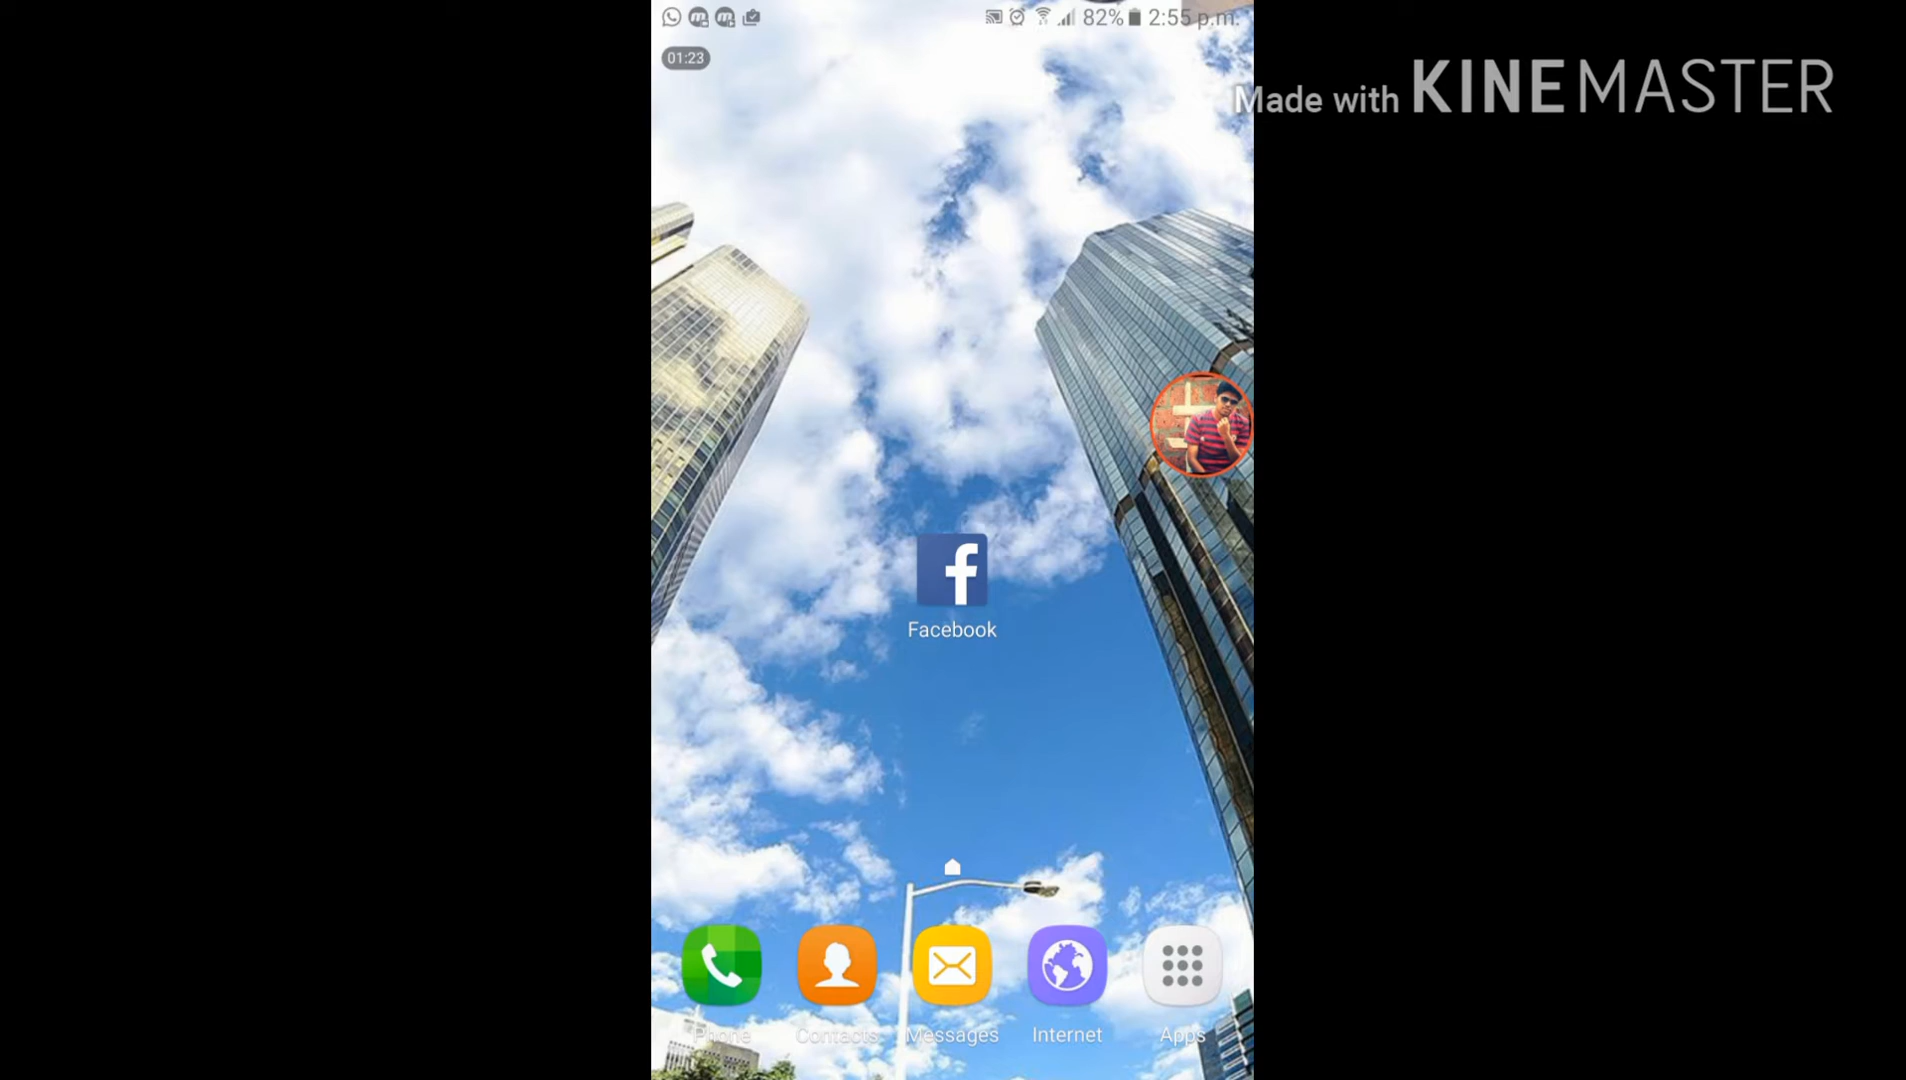 82% 2:55 p.m.
01:23
Made with KINEMASTER
Facebook
Phone
Contacts
Messages
Internet
Apps